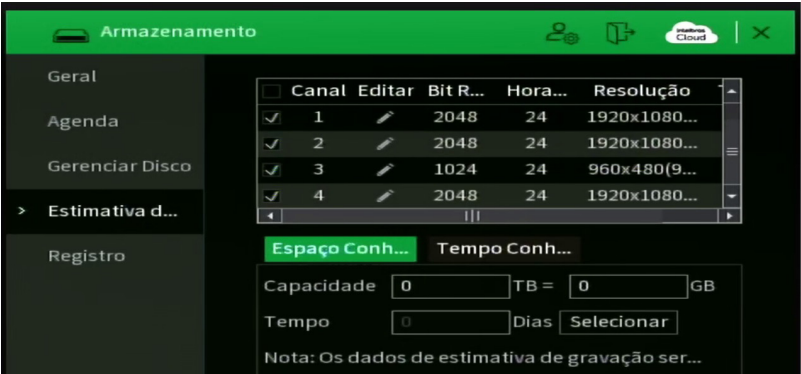 Armazenamento
intelbras Cloud
Geral
Agenda
Gerenciar Disco
> Estimativa d...
Registro
Canal Editar Bit R... Hora... Resolução
1 2048 24 1920x1080...
2 2048 24 1920x1080...
3 1024 24 960x480(9...
4 2048 24 1920x1080...
Espaço Conh... Tempo Conh...
Capacidade 0 TB = 0 GB
Tempo 0 Dias Selecionar
Nota: Os dados de estimativa de gravação ser...